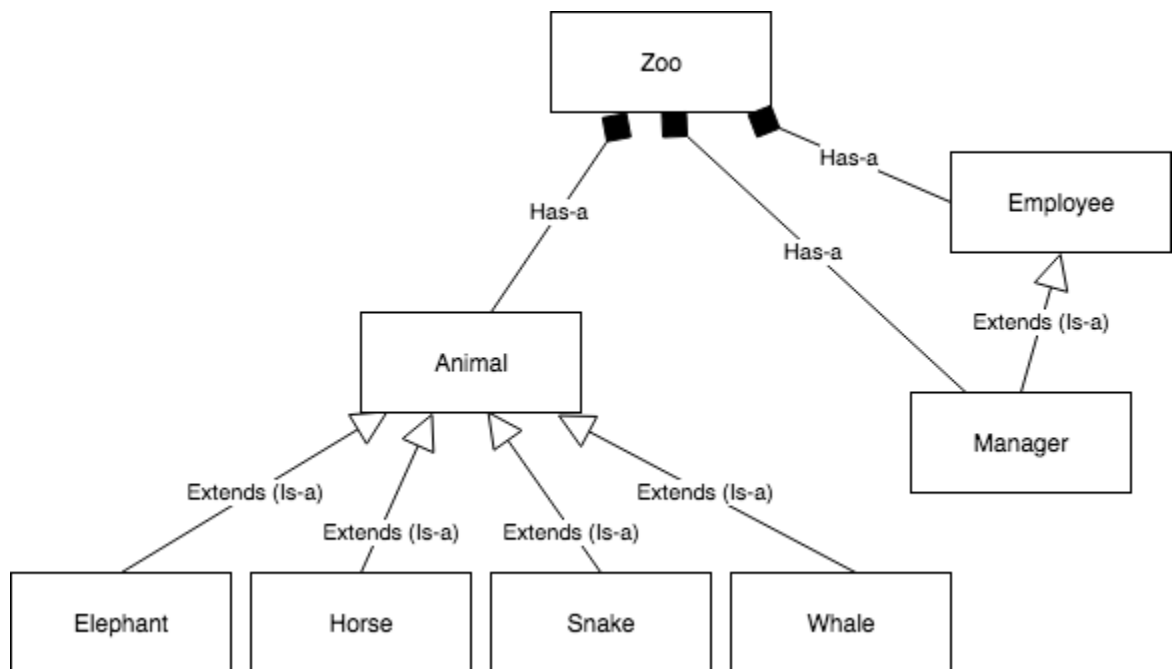 Zoo
Has-a
Employee
Has-a
Has-a
Extends (Is-a)
Animal
Manager
Extends (Is-a)
Extends (Is-a)
Extends (Is-a)
Extends (Is-a)
Elephant
Horse
Snake
Whale